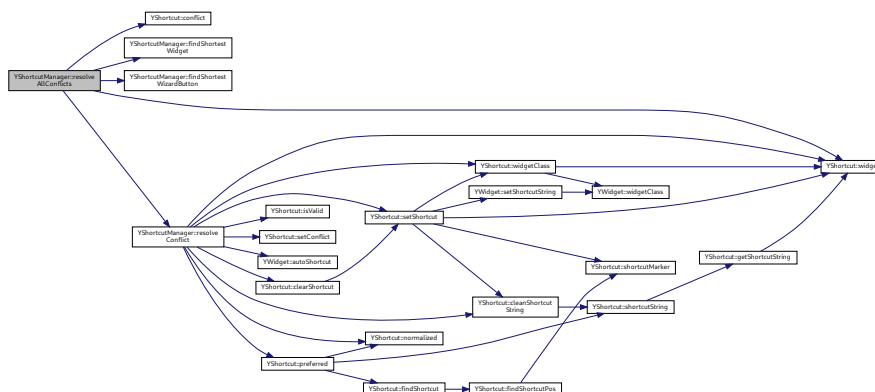 YShortcut::conflict
YShortcutManager::findShortest
Widget
YShortcutManager::resolve
AllConflicts
YShortcutManager::findShortest
WizardButton
YShortcut::widgetClass
YShortcut::widge
YWidget::setShortcutString
YWidget::widgetClass
YShortcut::isValid
YShortcut::setShortcut
YShortcutManager::resolve
Conflict
YShortcut::setConflict
YWidget::autoShortcut
YShortcut::getShortcutString
YShortcut::shortcutMarker
YShortcut::clearShortcut
YShortcut::cleanShortcut
String
YShortcut::shortcutString
YShortcut::normalized
YShortcut::preferred
YShortcut::findShortcut
YShortcut::findShortcutPos